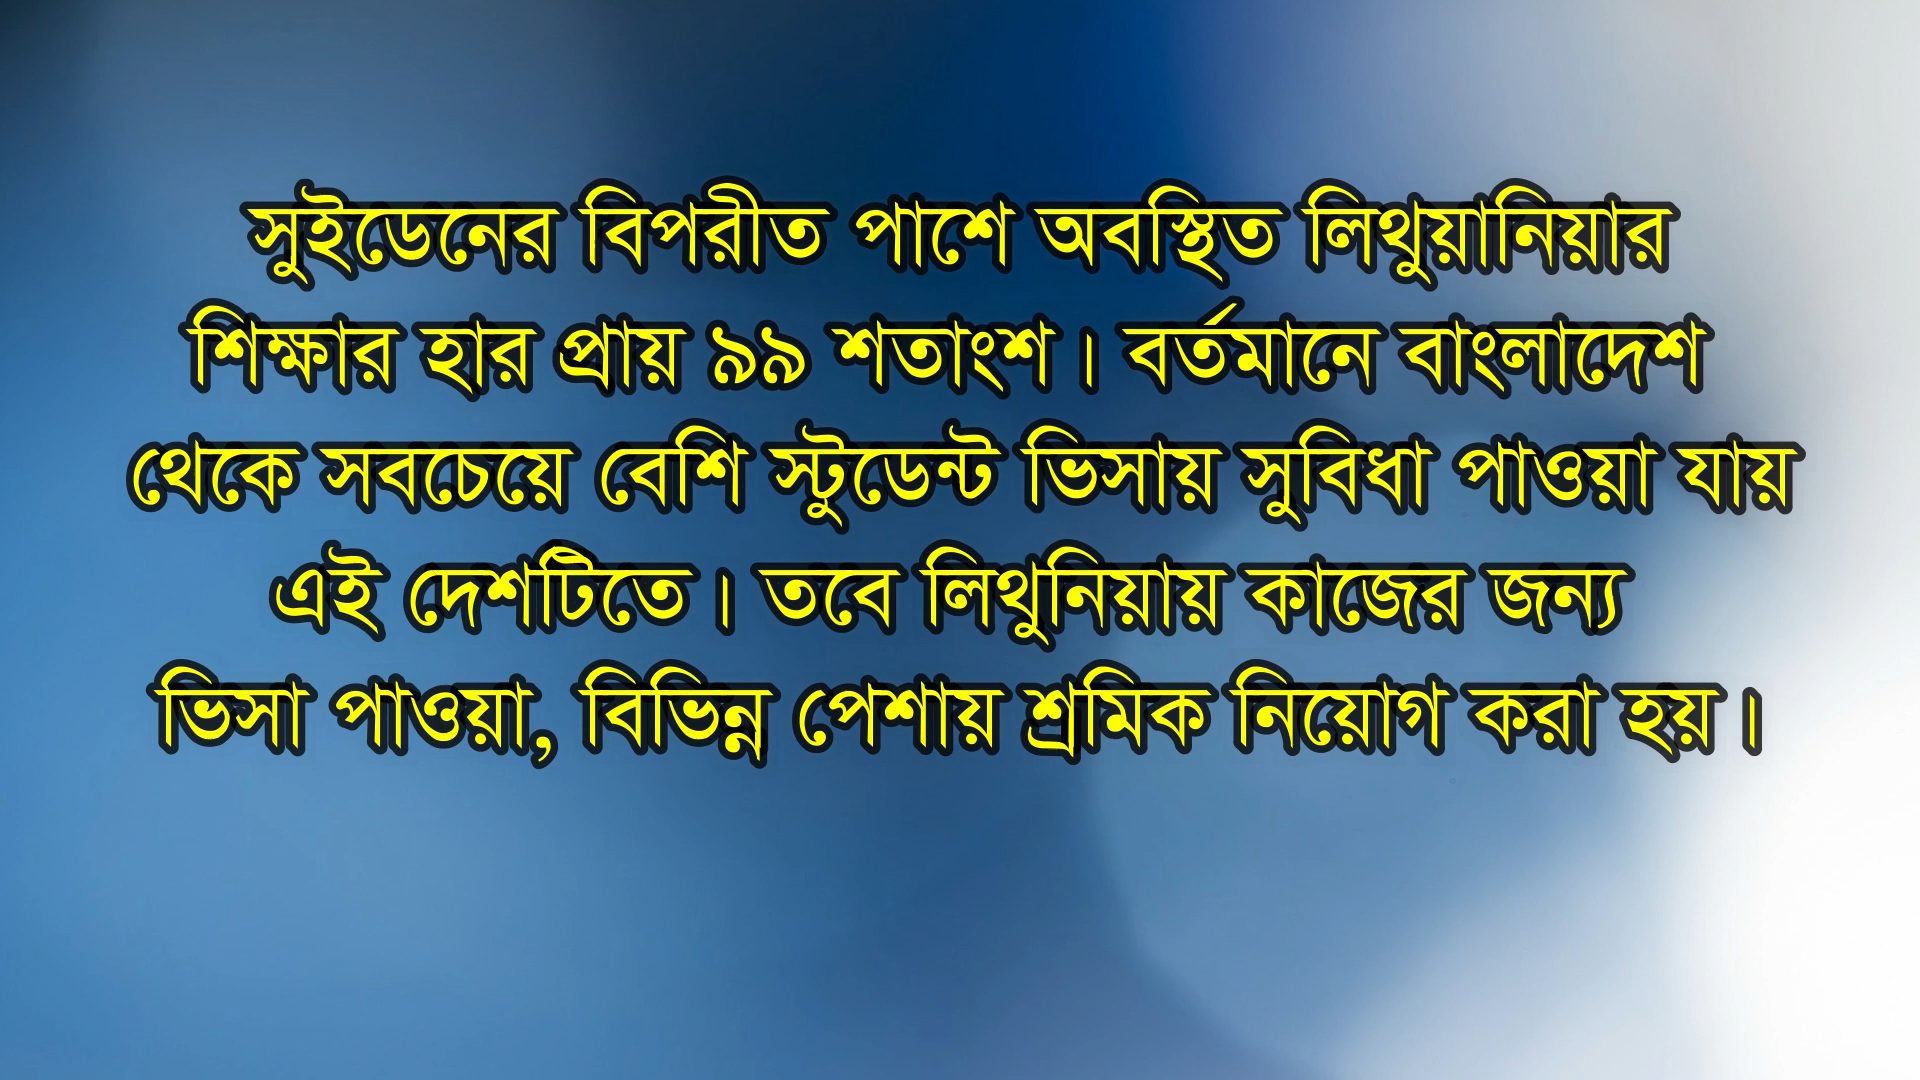 সুইডেনের বিপরীত পাশে অবস্থিত লিথুয়ানিয়ার
শিক্ষার হার প্রায় ৯৯ শতাংশ। বর্তমানে বাংলাদেশ
থেকে সবচেয়ে বেশি স্টুডেন্ট ভিসায় সুবিধা পাওয়া যায়
এই দেশটিতে। তবে লিথুনিয়ায় কাজের জন্য
ভিসা পাওয়া, বিভিন্ন পেশায় শ্রমিক নিয়োগ করা হয়।